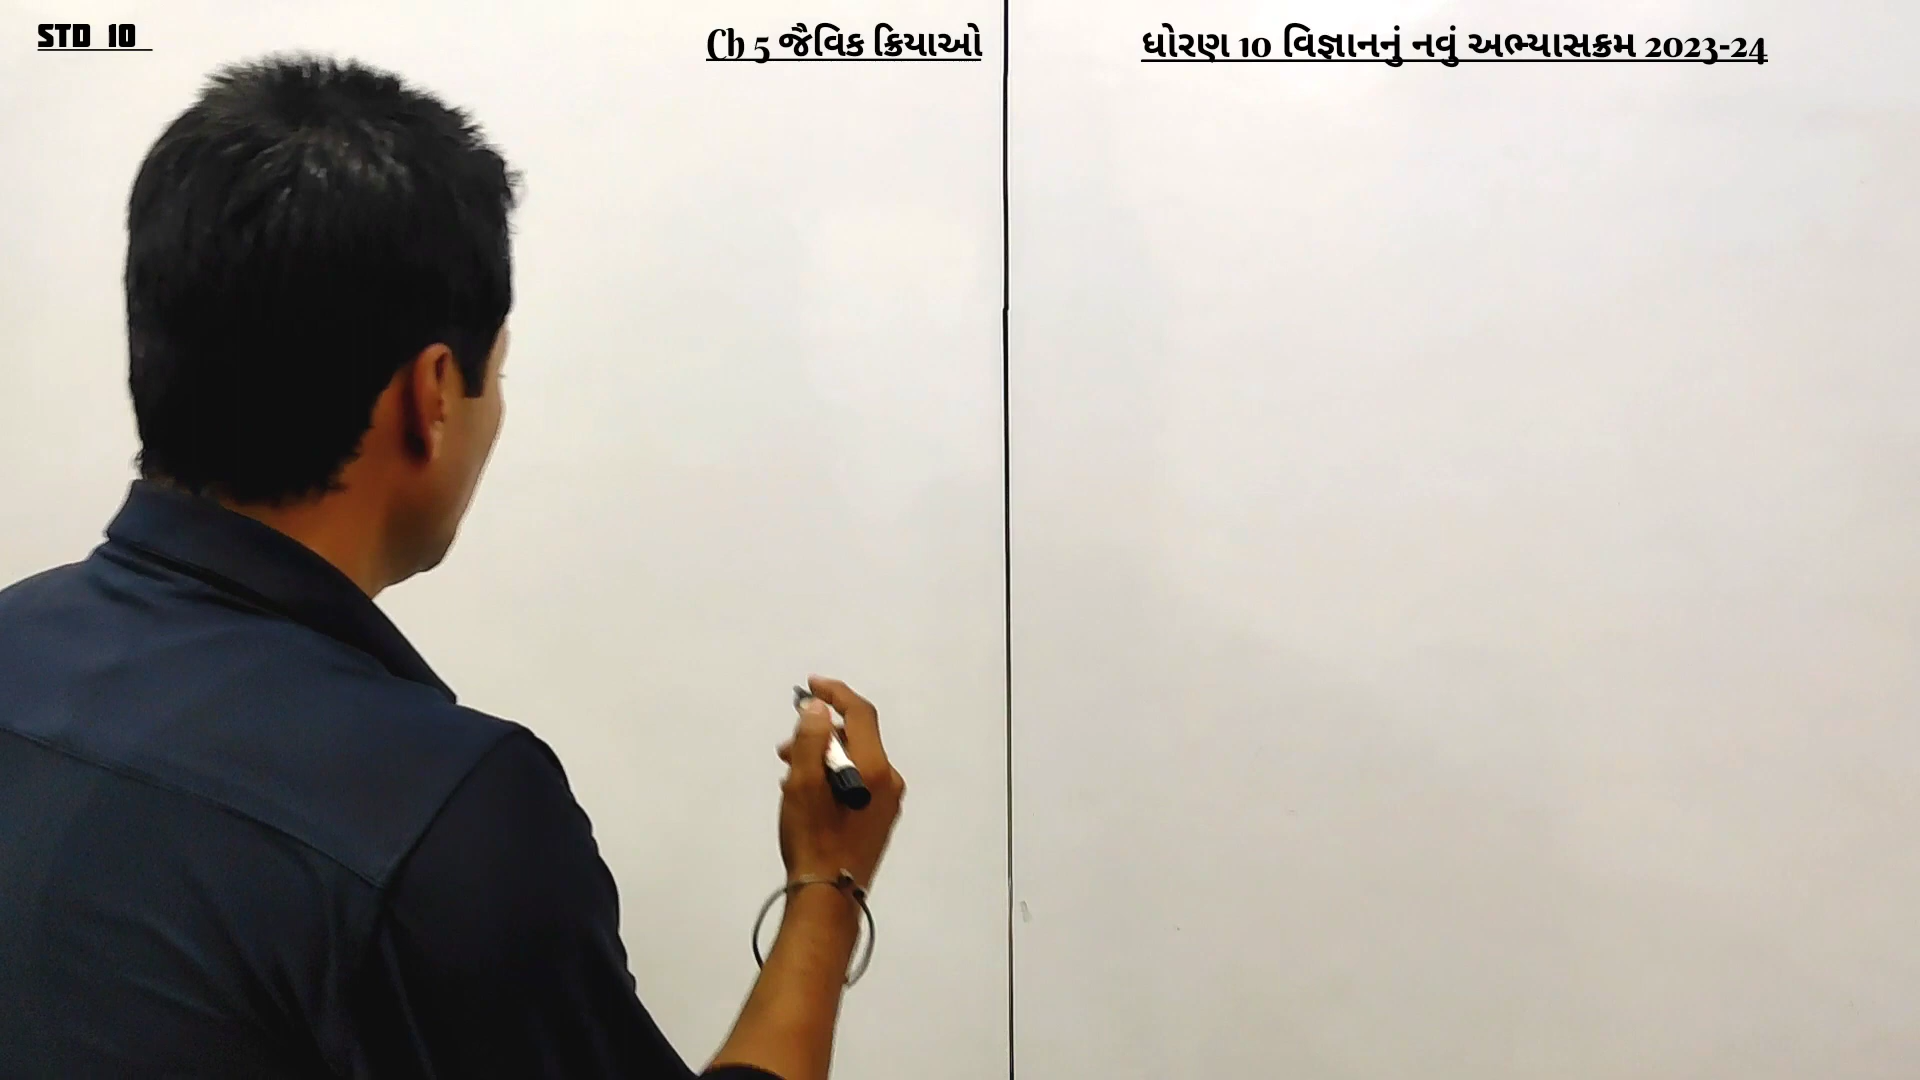 STD 10
Ch 5 જૈવિક ક્રિયાઓ
ધોરણ 10 વિજ્ઞાનનું નવું અભ્યાસક્રમ 2023-24